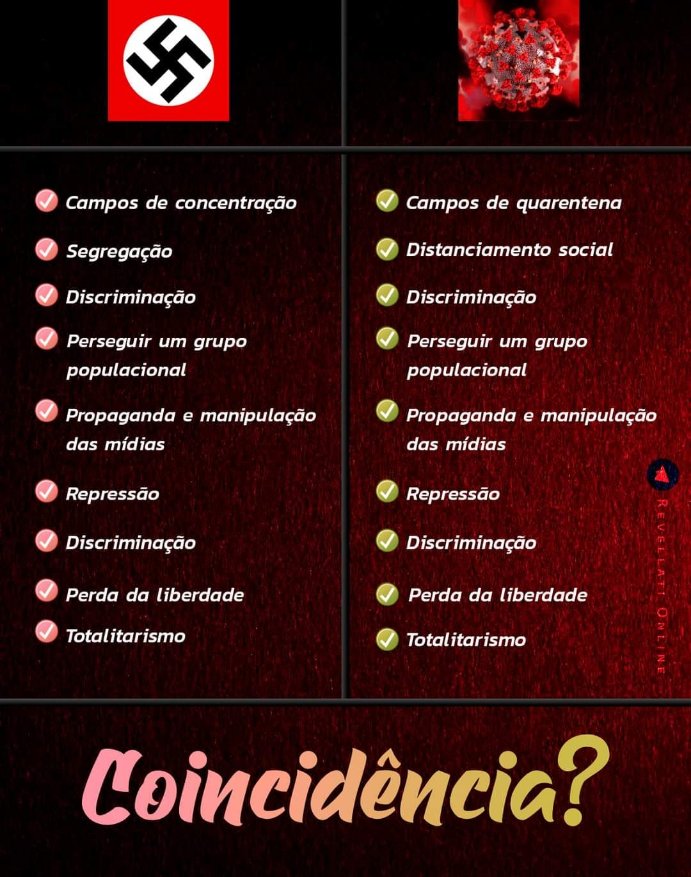 Campos de concentração
Segregação
Discriminação
Perseguir um grupo
populacional
Propaganda e manipulação
das mídias
Repressão
Discriminação
Perda da liberdade
Totalitarismo
Campos de quarentena
Distanciamento social
Discriminação
Perseguir um grupo
populacional
Propaganda e manipulação
das mídias
Repressão
Discriminação
Perda da liberdade
Totalitarismo
REVELLATI ONLINE
Coincidência?